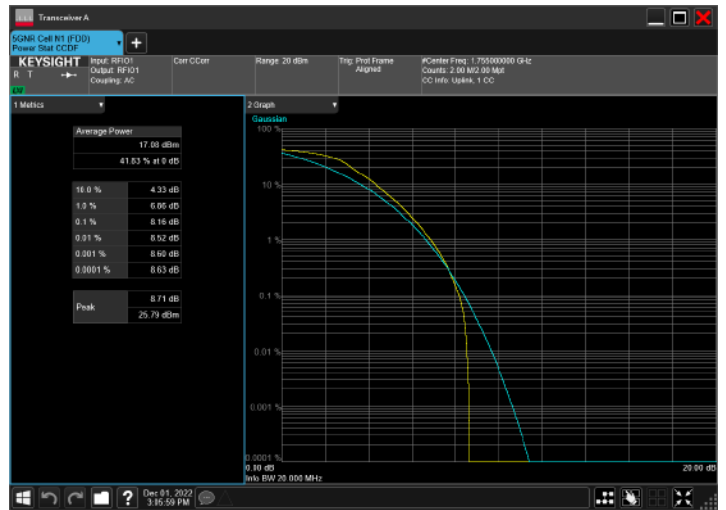 Transceiver A
5GNR Cell N1 (FDD)
Power Stat CCDF
KEYSIGHT
R T
Input: RFIO1
Output: RFIO1
Coupling: AC
Corr CCorr
Range: 20 dBm
Trig: Prot Frame
Aligned
#Center Freq: 1.755000000 GHz
Counts: 2.00 M/2.00 Mpt
CC Info: Uplink, 1 CC
1 Metrics
Average Power
17.08 dBm
41.83 % at 0 dB
10.0 % 4.33 dB
1.0 % 6.86 dB
0.1 % 8.16 dB
0.01 % 8.52 dB
0.001 % 8.60 dB
0.0001 % 8.63 dB
Peak
8.71 dB
25.79 dBm
2 Graph
Gaussian
100 %
10 %
1 %
0.1 %
0.01 %
0.001 %
0.0001 %
0.00 dB
20.00 dB
Info BW 20.000 MHz
?
Dec 01, 2022
3:15:59 PM